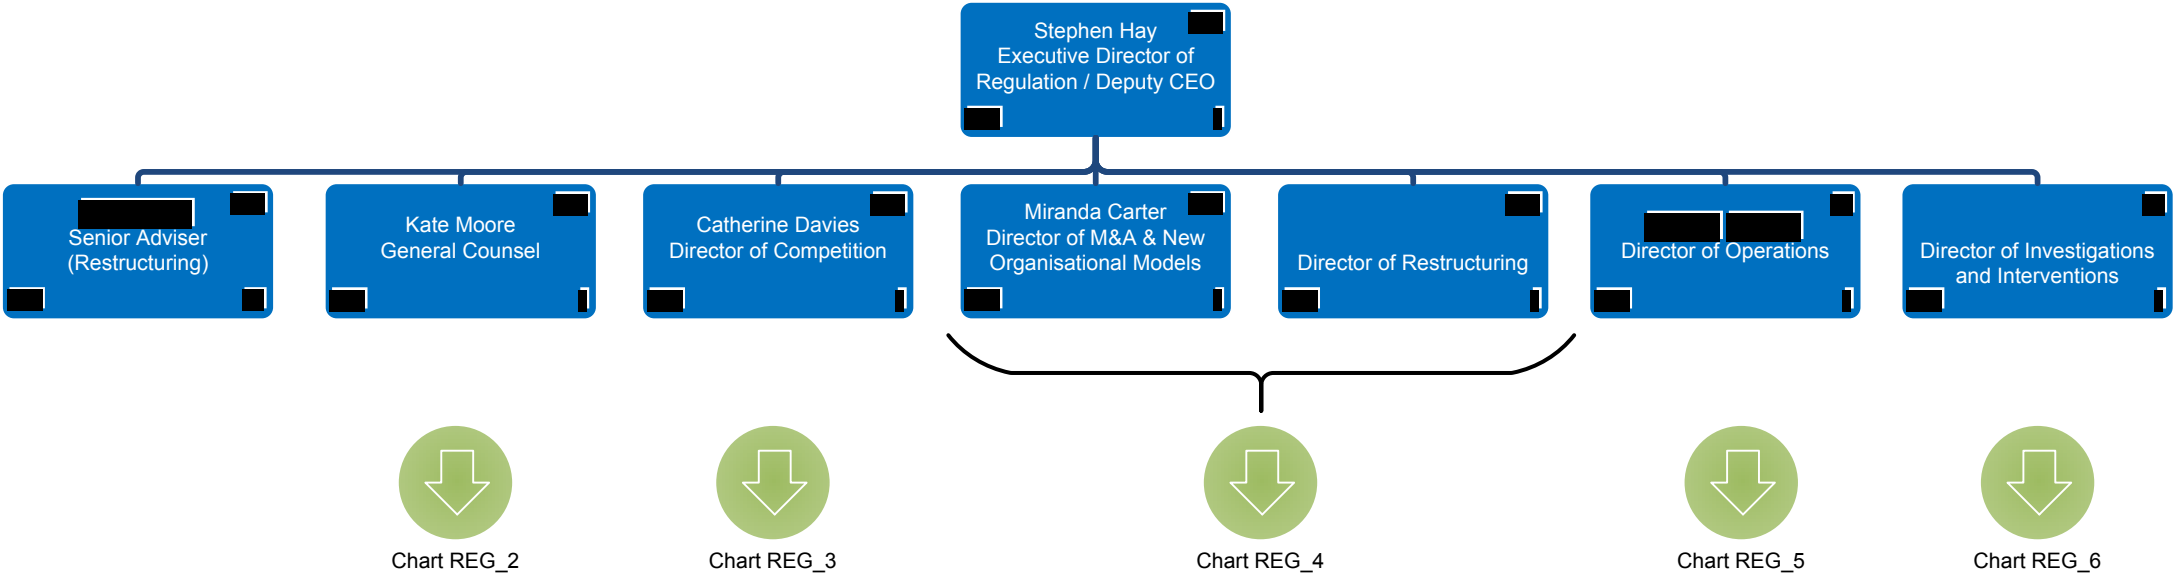 Stephen Hay
Executive Director of
Regulation / Deputy CEO
Senior Adviser
(Restructuring)
Kate Moore
General Counsel
Catherine Davies
Director of Competition
Miranda Carter
Director of M&A & New
Organisational Models
Director of Restructuring
Director of Operations
Director of Investigations
and Interventions
Chart REG_2
Chart REG_3
Chart REG_4
Chart REG_5
Chart REG_6